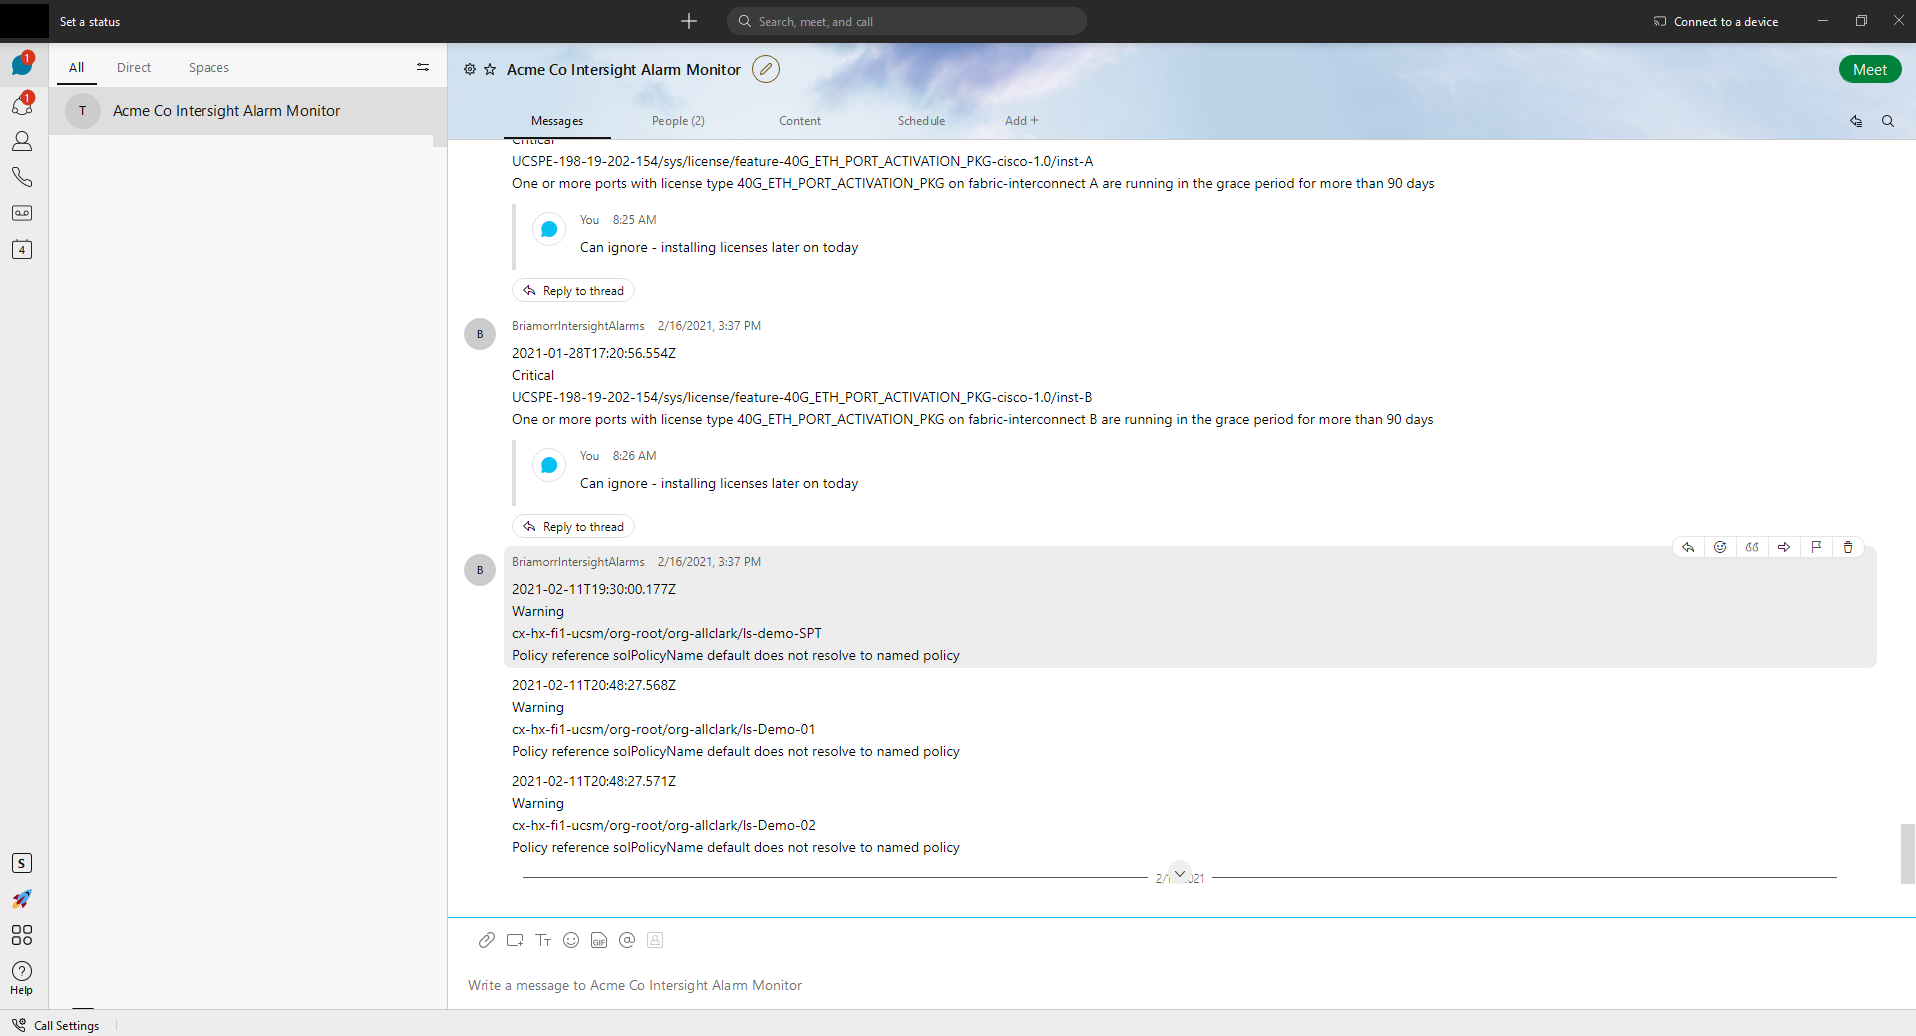 Set a status
Search, meet, and call
Connect to a device
1
All Direct Spaces
Acme Co Intersight Alarm Monitor
Meet
1
T Acme Co Intersight Alarm Monitor
Messages People (2) Content Schedule Add +
Critical
UCSPE-198-19-202-154/sys/license/feature-40G_ETH_PORT_ACTIVATION_PKG-cisco-1.0/inst-A
One or more ports with license type 40G_ETH_PORT_ACTIVATION_PKG on fabric-interconnect A are running in the grace period for more than 90 days
You 8:25 AM
Can ignore - installing licenses later on today
4
Reply to thread
B BriamorrIntersightAlarms 2/16/2021, 3:37 PM
2021-01-28T17:20:56.554Z
Critical
UCSPE-198-19-202-154/sys/license/feature-40G_ETH_PORT_ACTIVATION_PKG-cisco-1.0/inst-B
One or more ports with license type 40G_ETH_PORT_ACTIVATION_PKG on fabric-interconnect B are running in the grace period for more than 90 days
You 8:26 AM
Can ignore - installing licenses later on today
Reply to thread
B BriamorrIntersightAlarms 2/16/2021, 3:37 PM
2021-02-11T19:30:00.177Z
Warning
cx-hx-fi1-ucsm/org-root/org-allclark/ls-demo-SPT
Policy reference solPolicyName default does not resolve to named policy
2021-02-11T20:48:27.568Z
Warning
cx-hx-fi1-ucsm/org-root/org-allclark/ls-Demo-01
Policy reference solPolicyName default does not resolve to named policy
2021-02-11T20:48:27.571Z
Warning
cx-hx-fi1-ucsm/org-root/org-allclark/ls-Demo-02
Policy reference solPolicyName default does not resolve to named policy
S
GIF
Write a message to Acme Co Intersight Alarm Monitor
Help
Call Settings